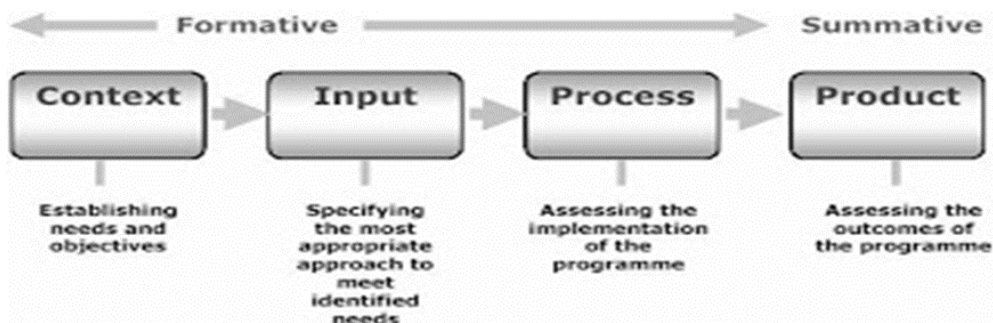 Formative Summative
Context Input Process Product
Establishing
needs and
objectives
Specifying
the most
appropriate
approach to
meet
identified
needs
Assessing the
implementation
of the
programme
Assessing the
outcomes of
the programme